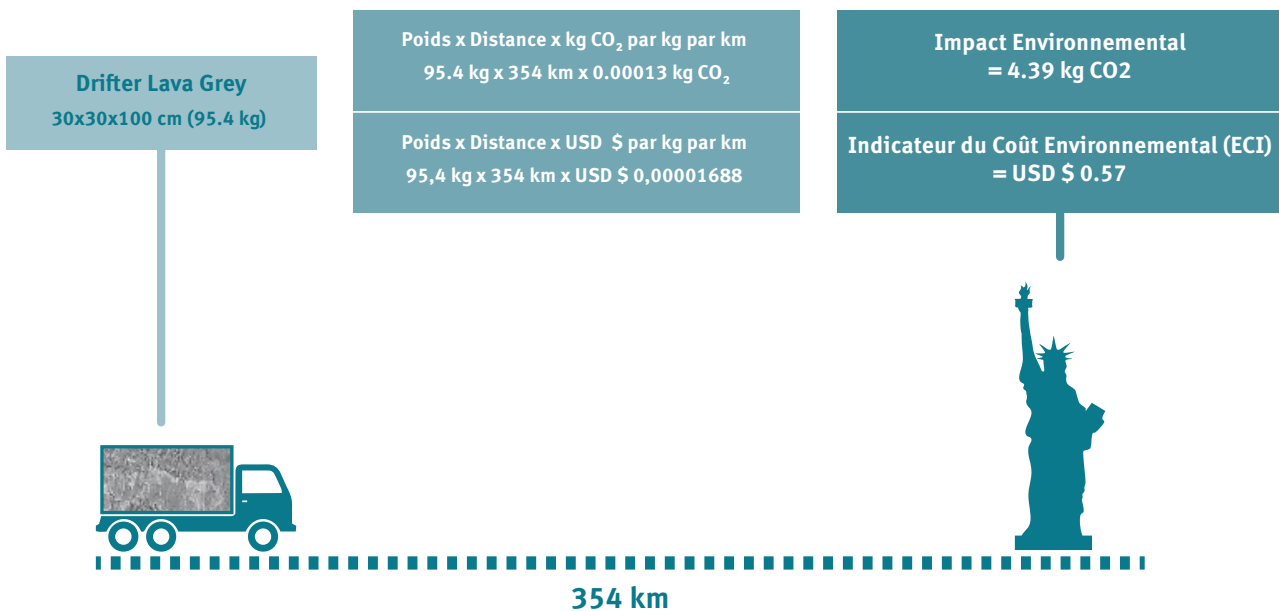 Drifter Lava Grey
30x30x100 cm (95.4 kg)
Poids x Distance x kg CO₂ par kg par km
95.4 kg x 354 km x 0.00013 kg CO₂
Poids x Distance x USD $ par kg par km
95,4 kg x 354 km x USD $ 0,00001688
Impact Environnemental
= 4.39 kg CO2
Indicateur du Coût Environnemental (ECI)
= USD $ 0.57
354 km